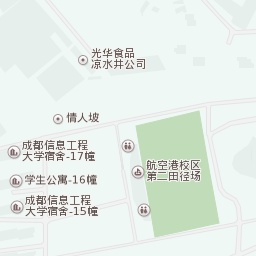 光华食品
凉水井公司
情人坡
成都信息工程
大学宿舍-17幢
航空港校区
第二田径场
学生公寓-16幢
成都信息工程
大学宿舍-15幢